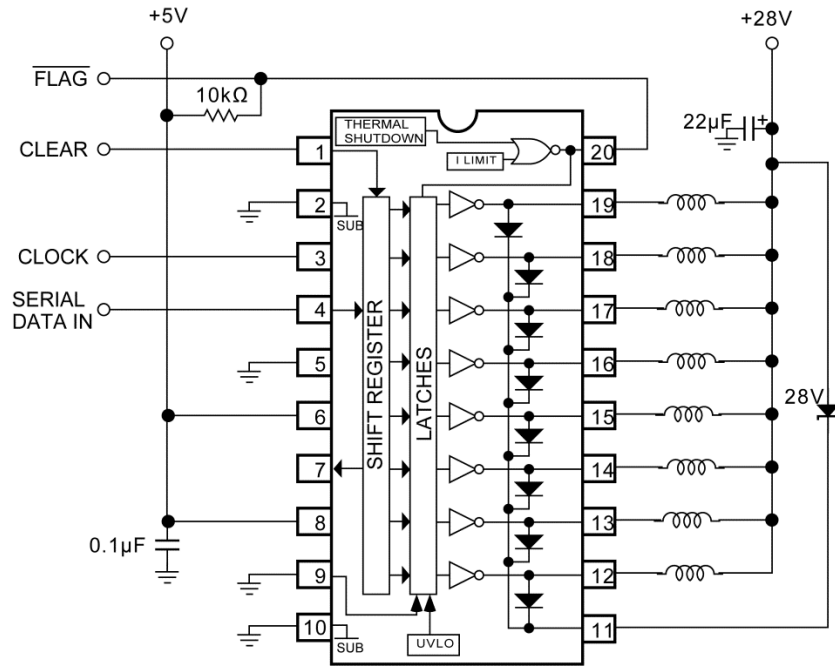 +5V
+28V
FLAG
10kΩ
THERMAL
SHUTDOWN
I LIMIT
22µF
+
CLEAR
1
20
2
SUB
19
CLOCK
3
18
SERIAL
DATA IN
4
17
5
16
6
15
28V
7
14
8
13
0.1µF
9
12
10
SUB
UVLO
11
SHIFT REGISTER
LATCHES